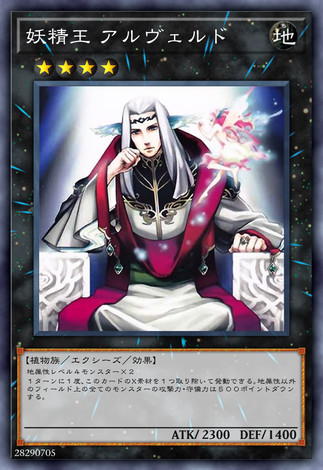 妖精王 アルヴェルド
地
【植物族／エクシーズ／効果】
地属性レベル4モンスター×2
1ターンに1度、このカードのX素材を1つ取り除いて発動できる。地属性以外
のフィールド上の全てのモンスターの攻撃力・守備力は500ポイントダウン
する。
ATK/ 2300 DEF/ 1400
28290705